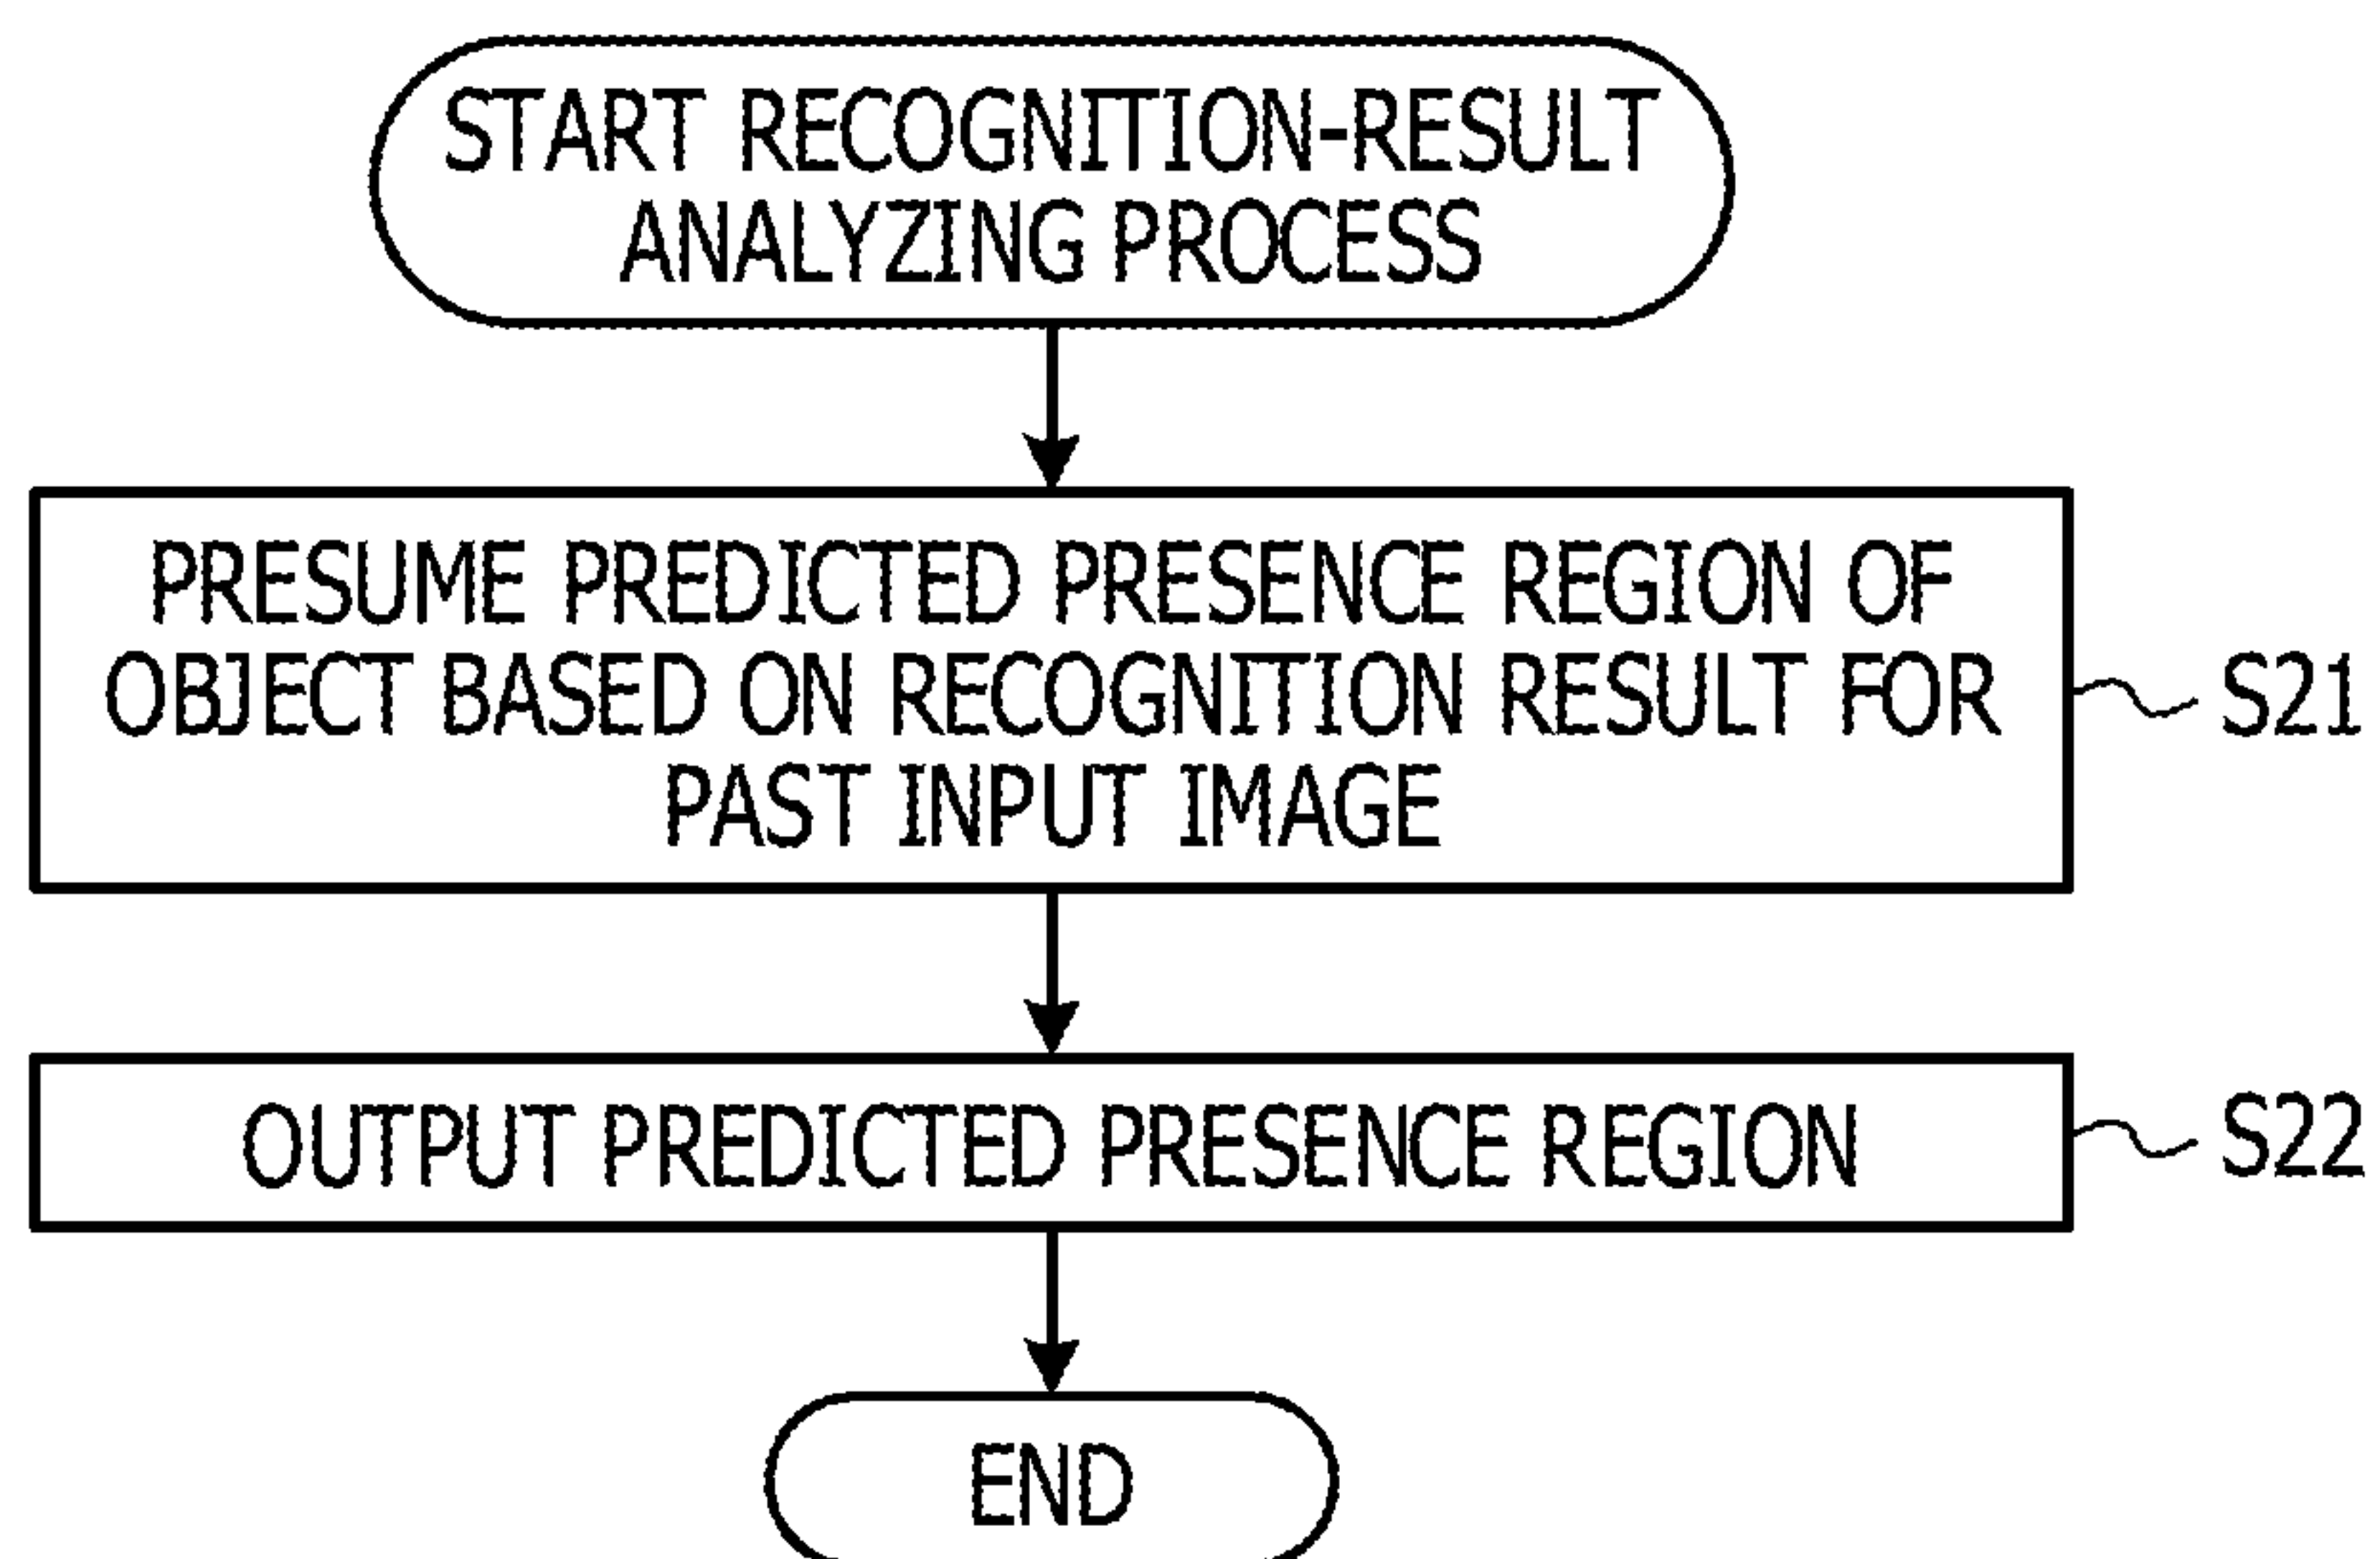 START RECOGNITION-RESULT
ANALYZING PROCESS
PRESUME PREDICTED PRESENCE REGION OF
OBJECT BASED ON RECOGNITION RESULT FOR
PAST INPUT IMAGE
S21
OUTPUT PREDICTED PRESENCE REGION
S22
END